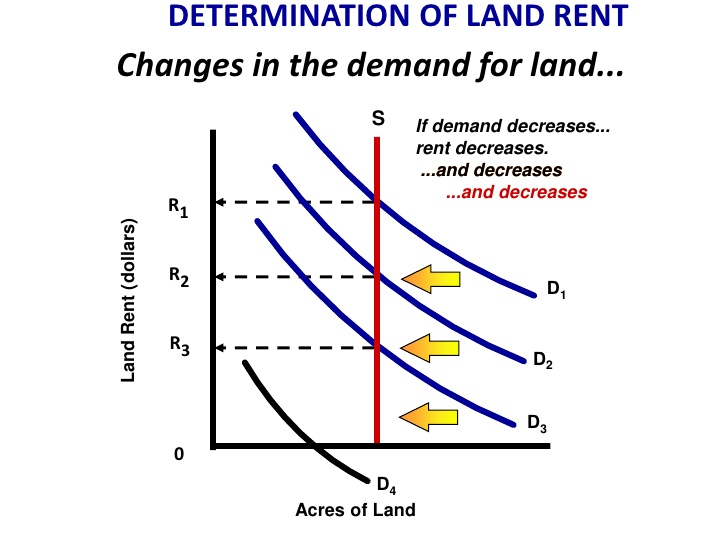 DETERMINATION OF LAND RENT
Changes in the demand for land...
S
If demand decreases...
rent decreases.
...and decreases
...and decreases
R1
R2
R3
Land Rent (dollars)
D1
D2
D3
0
D4
Acres of Land